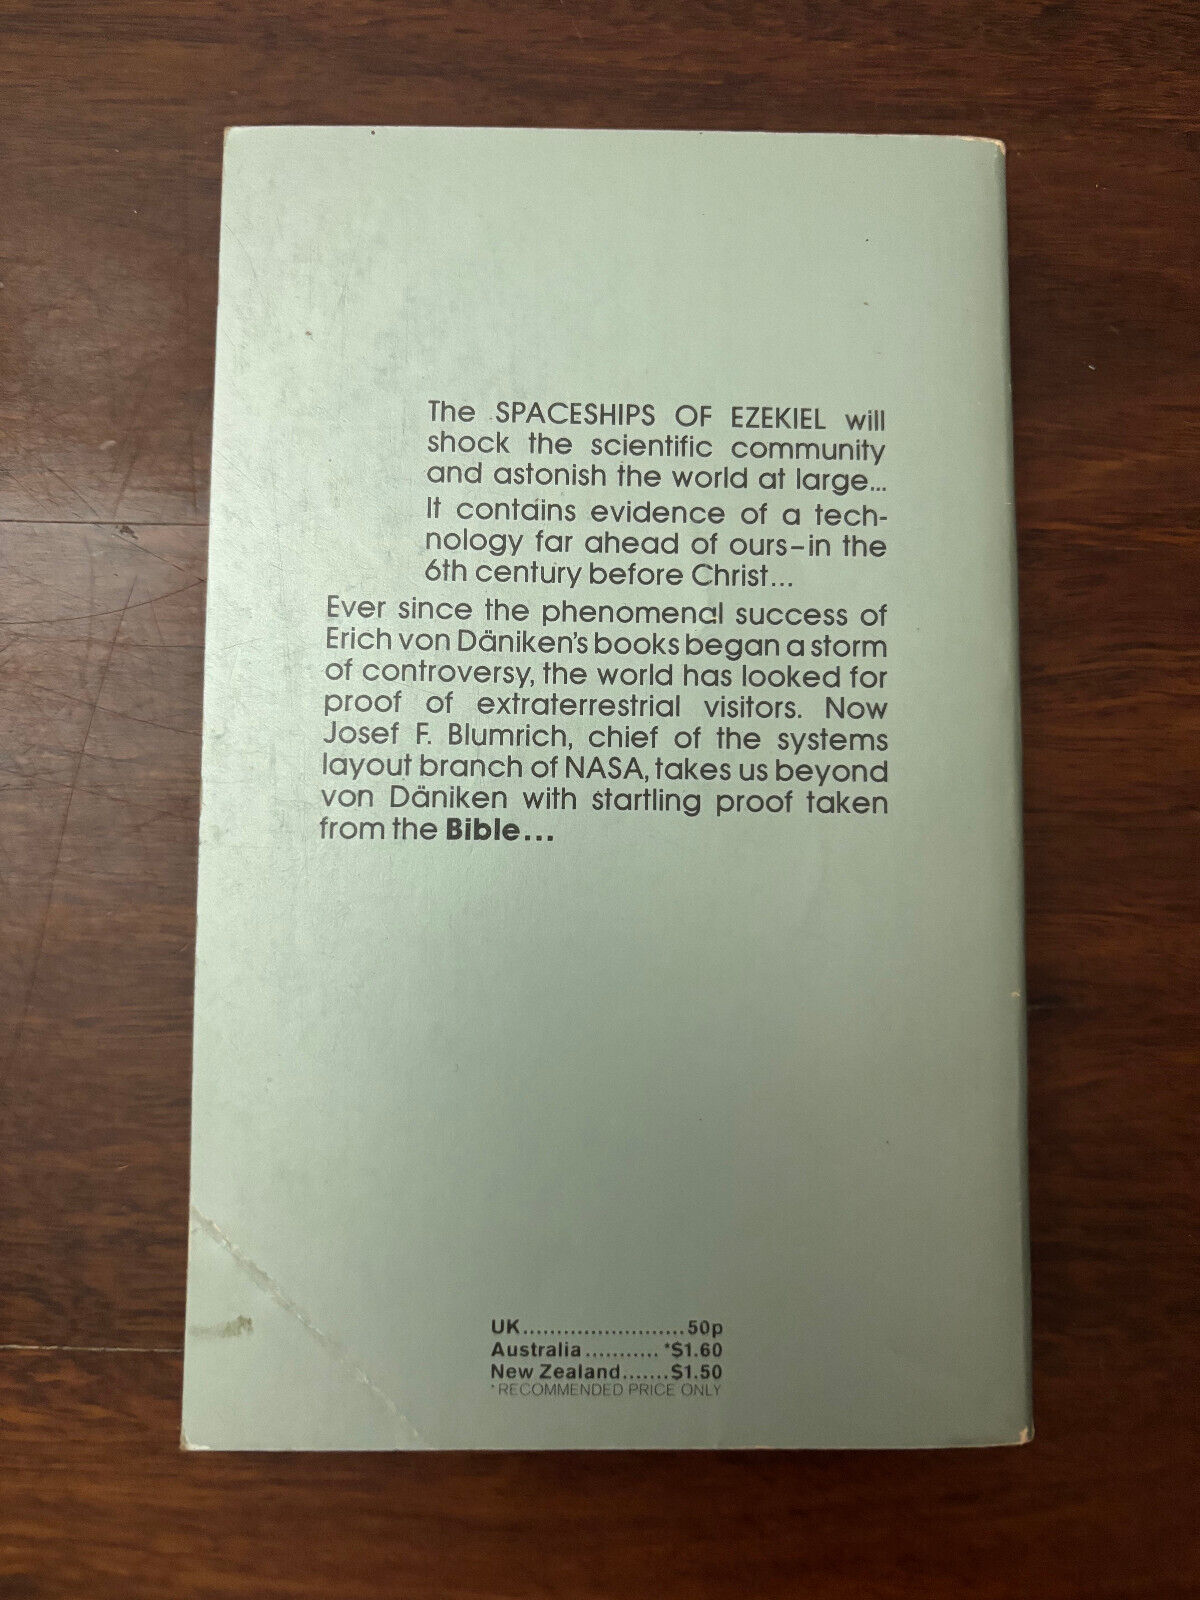 The SPACESHIPS OF EZEKIEL will
shock the scientific community
and astonish the world at large...
It contains evidence of a tech-
nology far ahead of ours–in the
6th century before Christ...
Ever since the phenomenal success of
Erich von Däniken's books began a storm
of controversy, the world has looked for
proof of extraterrestrial visitors. Now
Josef F. Blumrich, chief of the systems
layout branch of NASA, takes us beyond
von Däniken with startling proof taken
from the Bible...
UK........................50p
Australia ........... *$1.60
New Zealand.......$1.50
*RECOMMENDED PRICE ONLY